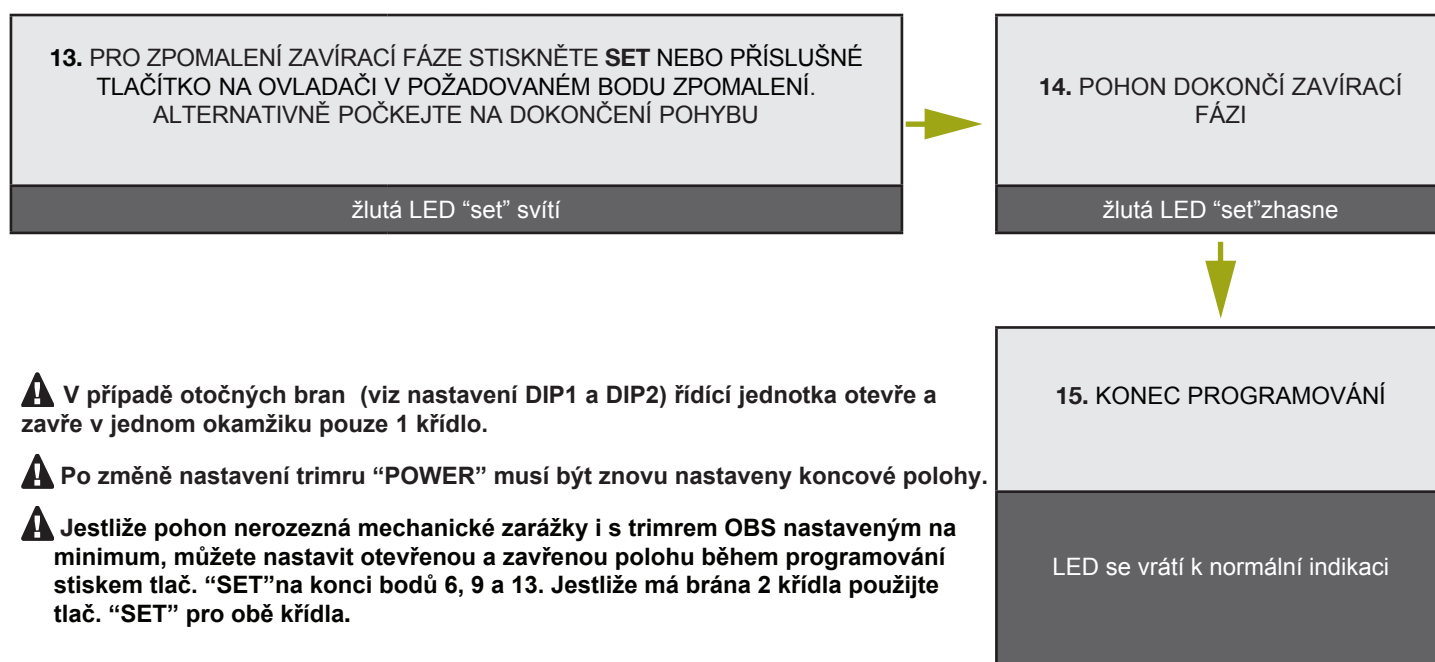 13. PRO ZPOMALENÍ ZAVÍRACÍ FÁZE STISKNĚTE SET NEBO PŘÍSLUŠNÉ
TLAČÍTKO NA OVLADAČI V POŽADOVANÉM BODU ZPOMALENÍ.
ALTERNATIVNĚ POČKEJTE NA DOKONČENÍ POHYBU
žlutá LED “set” svítí
14. POHON DOKONČÍ ZAVÍRACÍ
FÁZI
žlutá LED “set”zhasne
15. KONEC PROGRAMOVÁNÍ
LED se vrátí k normální indikaci
V případě otočných bran (viz nastavení DIP1 a DIP2) řídící jednotka otevře a
zavře v jednom okamžiku pouze 1 křídlo.
Po změně nastavení trimru “POWER” musí být znovu nastaveny koncové polohy.
Jestliže pohon nerozezná mechanické zarážky i s trimrem OBS nastaveným na
minimum, můžete nastavit otevřenou a zavřenou polohu během programování
stiskem tlač. “SET”na konci bodů 6, 9 a 13. Jestliže má brána 2 křídla použijte
tlač. “SET” pro obě křídla.